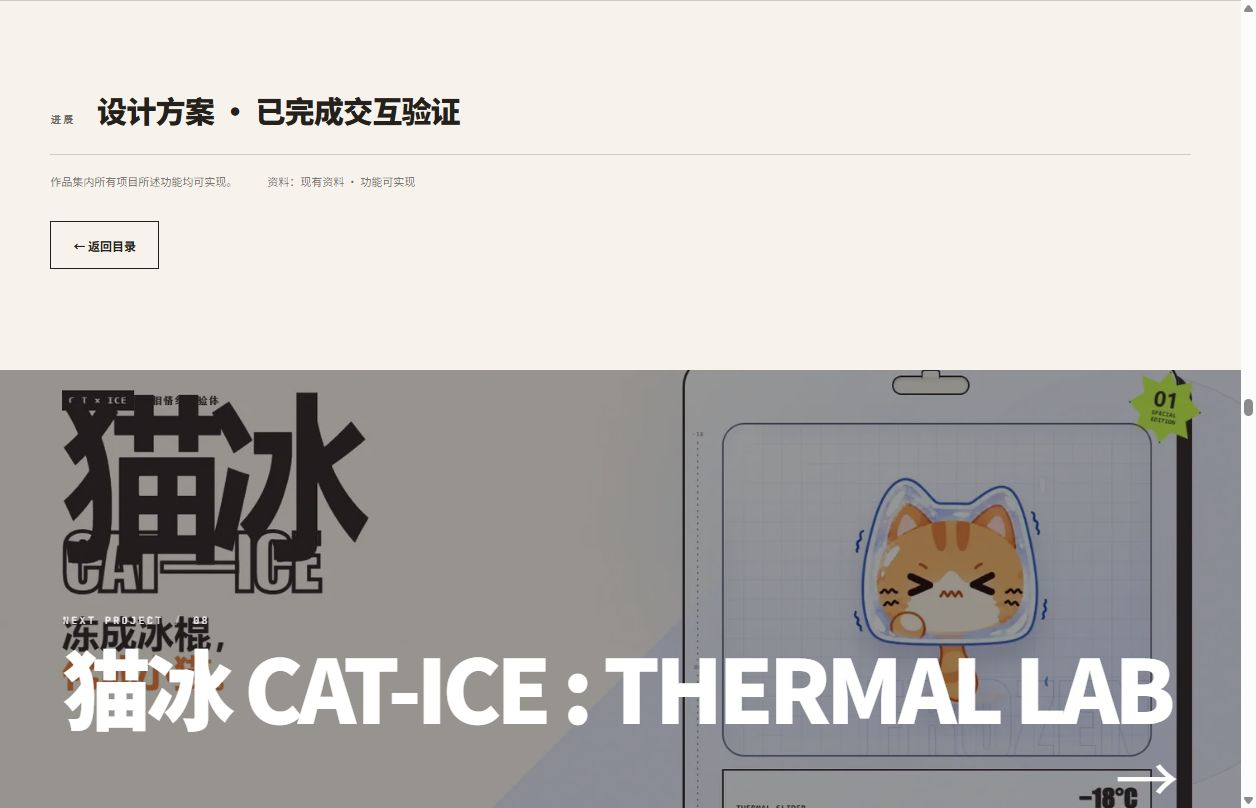 进展
设计方案 · 已完成交互验证
作品集内所有项目所述功能均可实现。
资料：现有资料 · 功能可实现
← 返回目录
CAT × ICE
猫冰
CAT—ICE
01
SPECIAL
EDITION
-18
NEXT PROJECT / 08
冻成冰棍，
猫冰 CAT-ICE : THERMAL LAB
FROZEN
→
THERMAL SLIDER
−18°C